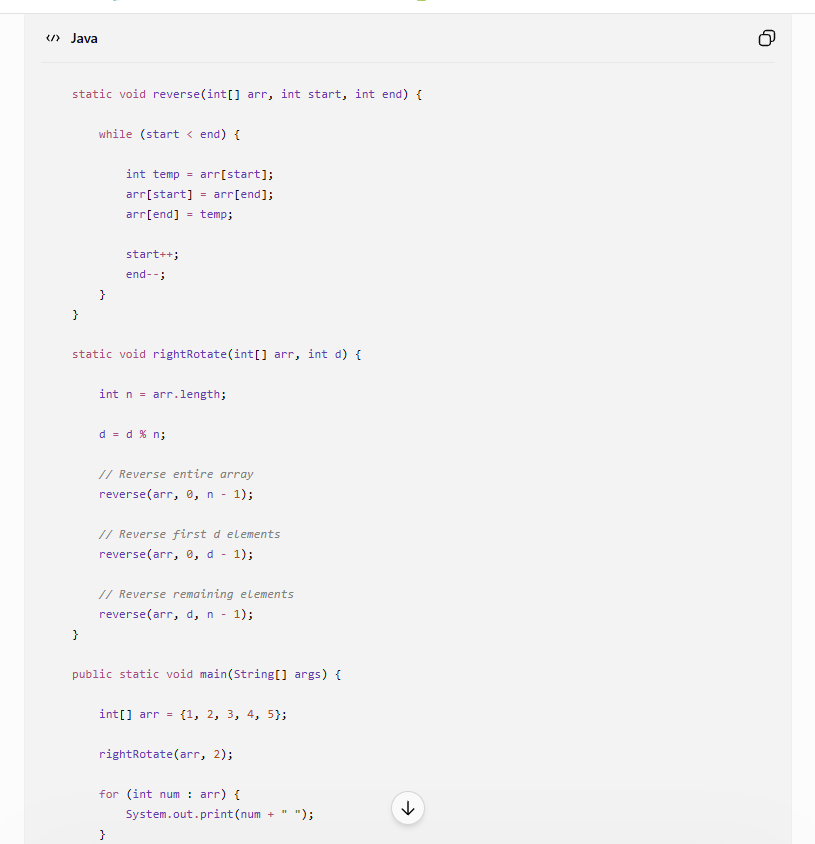 Java
static void reverse(int[] arr, int start, int end) {
while (start < end) {
int temp = arr[start];
arr[start] = arr[end];
arr[end] = temp;
start++;
end--;
}
}
static void rightRotate(int[] arr, int d) {
int n = arr.length;
d = d % n;
// Reverse entire array
reverse(arr, 0, n - 1);
// Reverse first d elements
reverse(arr, 0, d - 1);
// Reverse remaining elements
reverse(arr, d, n - 1);
}
public static void main(String[] args) {
int[] arr = {1, 2, 3, 4, 5};
rightRotate(arr, 2);
for (int num : arr) {
System.out.print(num + " ");
}